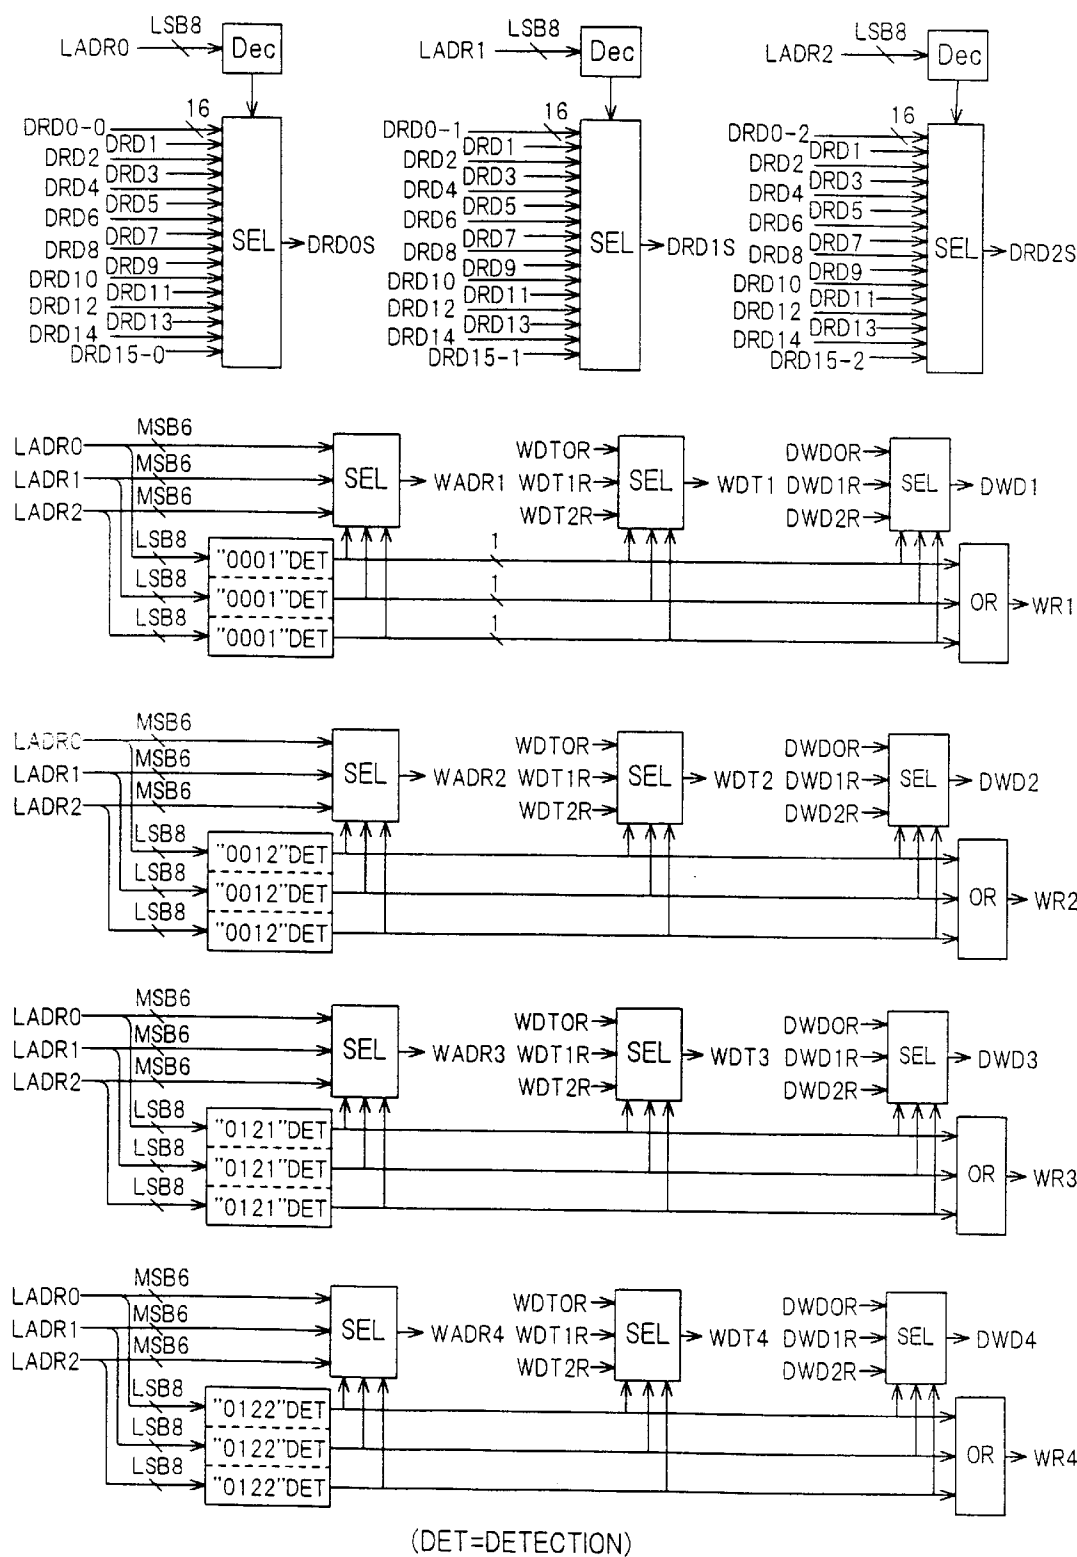 LADR0 LSB8 Dec
16
DRD0-0
DRD1
DRD2
DRD3
DRD4
DRD5
DRD6
DRD7
DRD8
DRD9
DRD10
DRD11
DRD12
DRD13
DRD14
DRD15-0
SEL
DRD0S
LADR1 LSB8 Dec
16
DRD0-1
DRD1
DRD2
DRD3
DRD4
DRD5
DRD6
DRD7
DRD8
DRD9
DRD10
DRD11
DRD12
DRD13
DRD14
DRD15-1
SEL
DRD1S
LADR2 LSB8 Dec
16
DRD0-2
DRD1
DRD2
DRD3
DRD4
DRD5
DRD6
DRD7
DRD8
DRD9
DRD10
DRD11
DRD12
DRD13
DRD14
DRD15-2
SEL
DRD2S
LADR0 MSB6
LADR1 MSB6
LADR2 MSB6
SEL WADR1
WDT0R
WDT1R
WDT2R
SEL WDT1
DWD0R
DWD1R
DWD2R
SEL DWD1
LSB8 "0001"DET 1
LSB8 "0001"DET 1
LSB8 "0001"DET 1
OR WR1
LADR0 MSB6
LADR1 MSB6
LADR2 MSB6
SEL WADR2
WDT0R
WDT1R
WDT2R
SEL WDT2
DWD0R
DWD1R
DWD2R
SEL DWD2
LSB8 "0012"DET
LSB8 "0012"DET
LSB8 "0012"DET
OR WR2
LADR0 MSB6
LADR1 MSB6
LADR2 MSB6
SEL WADR3
WDT0R
WDT1R
WDT2R
SEL WDT3
DWD0R
DWD1R
DWD2R
SEL DWD3
LSB8 "0121"DET
LSB8 "0121"DET
LSB8 "0121"DET
OR WR3
LADR0 MSB6
LADR1 MSB6
LADR2 MSB6
SEL WADR4
WDT0R
WDT1R
WDT2R
SEL WDT4
DWD0R
DWD1R
DWD2R
SEL DWD4
LSB8 "0122"DET
LSB8 "0122"DET
LSB8 "0122"DET
OR WR4
(DET=DETECTION)